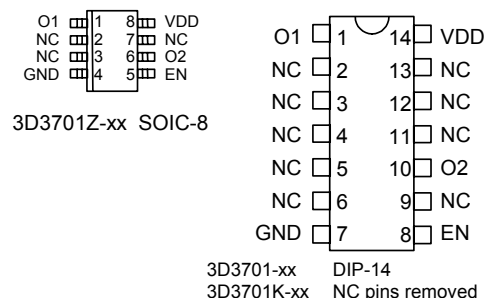 O1 1 8 VDD
NC 2 7 NC
NC 3 6 O2
GND 4 5 EN
3D3701Z-xx SOIC-8
O1 1 14 VDD
NC 2 13 NC
NC 3 12 NC
NC 4 11 NC
NC 5 10 O2
NC 6 9 NC
GND 7 8 EN
3D3701-xx DIP-14
3D3701K-xx NC pins removed